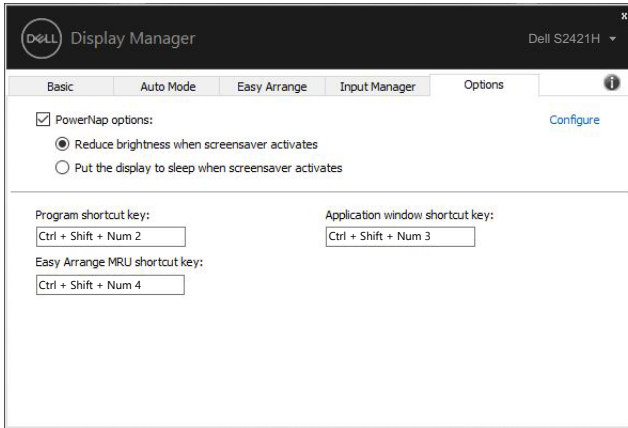 DELL Display Manager
x
Dell S2421H
Basic Auto Mode Easy Arrange Input Manager Options i
PowerNap options: Configure
Reduce brightness when screensaver activates
Put the display to sleep when screensaver activates
Program shortcut key: Application window shortcut key:
Ctrl + Shift + Num 2 Ctrl + Shift + Num 3
Easy Arrange MRU shortcut key:
Ctrl + Shift + Num 4